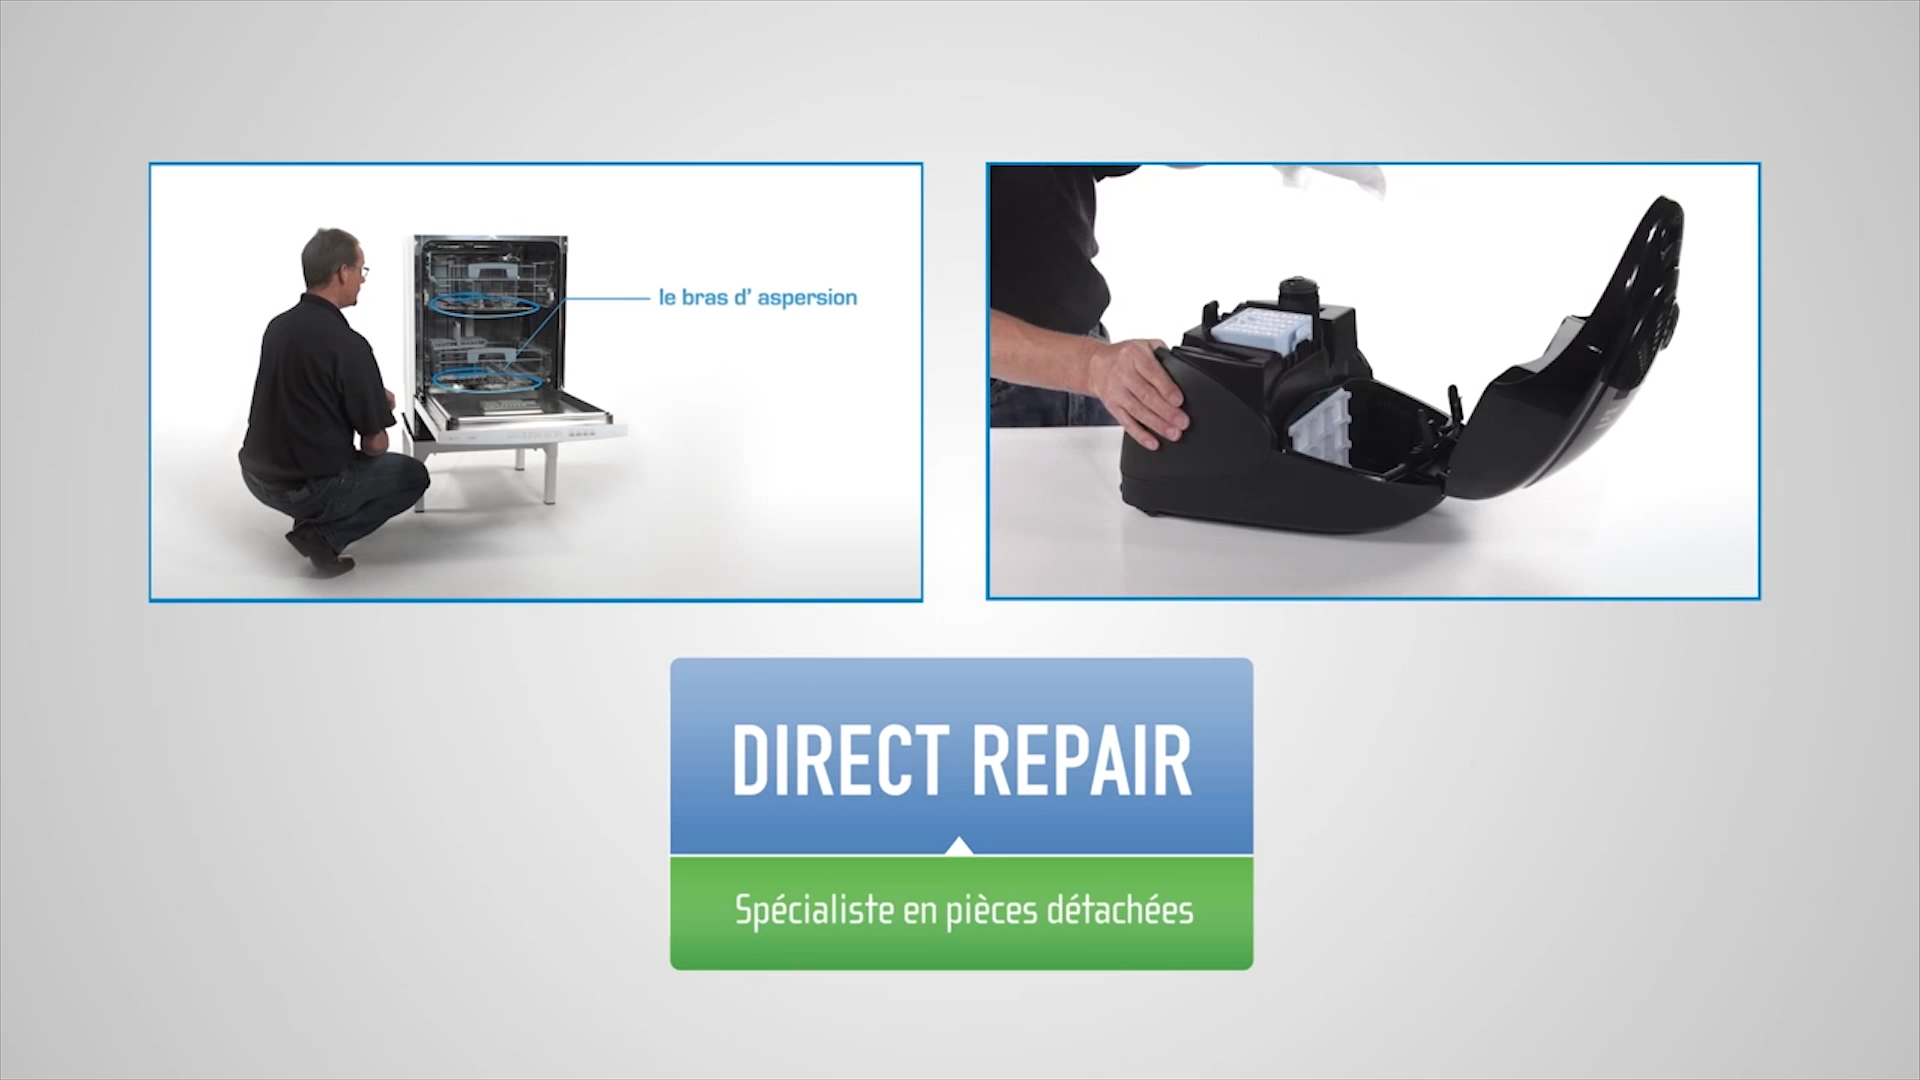 le bras d' aspersion
DIRECT REPAIR
Spécialiste en pièces détachées